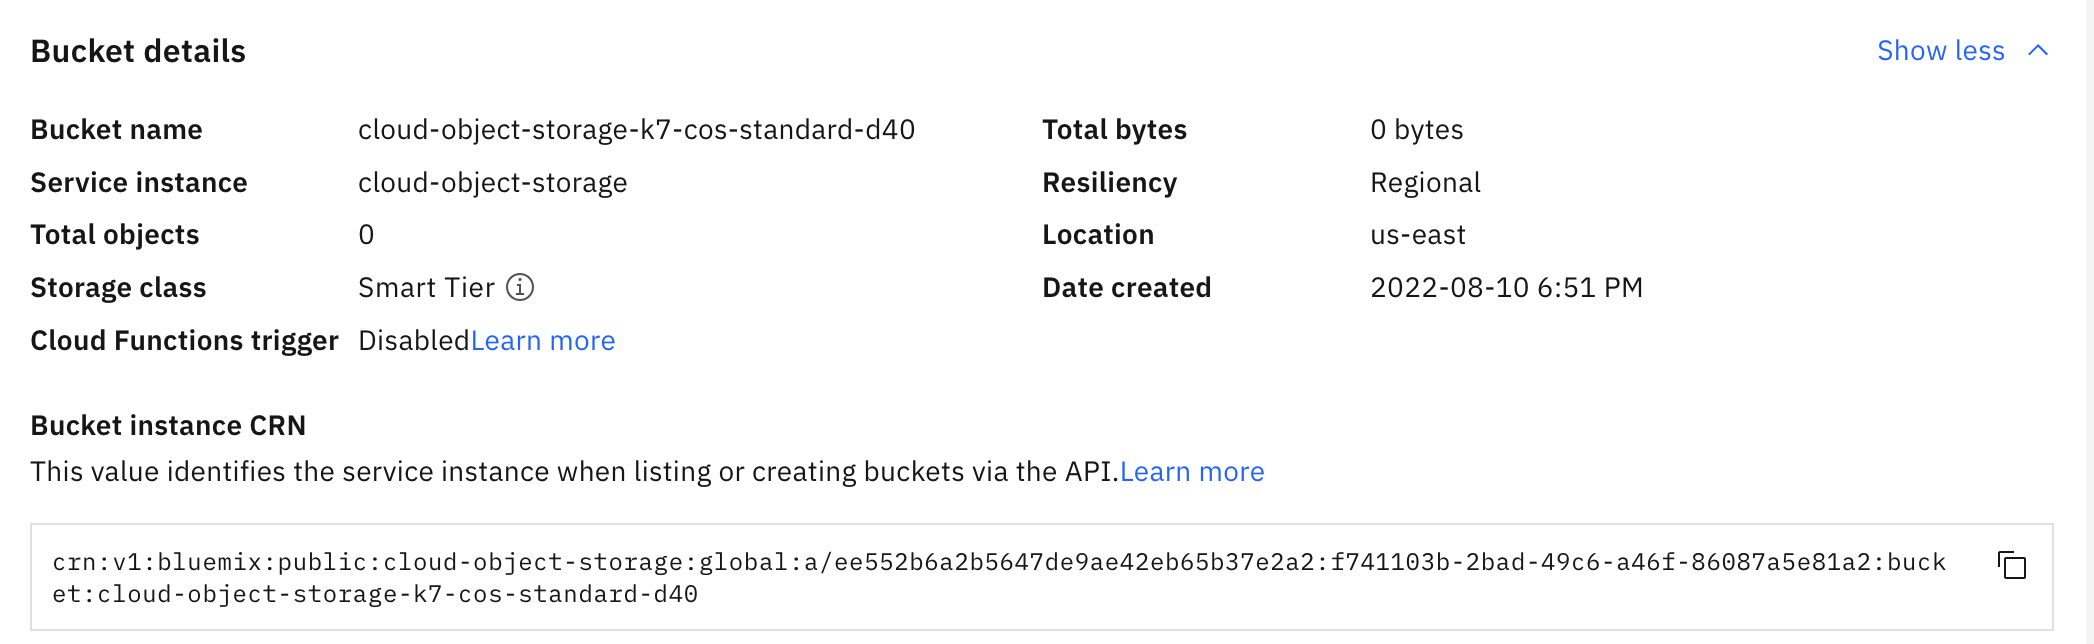 Bucket details
Show less
Bucket name cloud-object-storage-k7-cos-standard-d40 Total bytes 0 bytes
Service instance cloud-object-storage Resiliency Regional
Total objects 0 Location us-east
Storage class Smart Tier Date created 2022-08-10 6:51 PM
Cloud Functions trigger DisabledLearn more
Bucket instance CRN
This value identifies the service instance when listing or creating buckets via the API.Learn more
crn:v1:bluemix:public:cloud-object-storage:global:a/ee552b6a2b5647de9ae42eb65b37e2a2:f741103b-2bad-49c6-a46f-86087a5e81a2:buck
et:cloud-object-storage-k7-cos-standard-d40